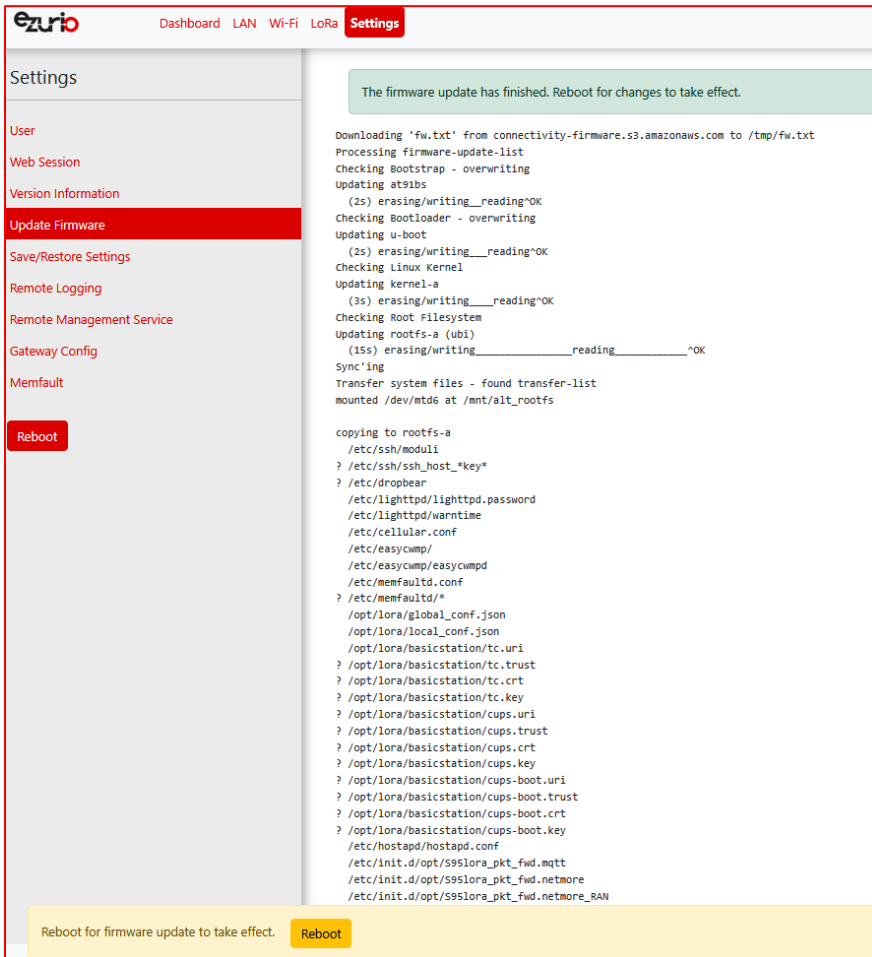 ezurio
Dashboard LAN Wi-Fi LoRa Settings
Settings
User
Web Session
Version Information
Update Firmware
Save/Restore Settings
Remote Logging
Remote Management Service
Gateway Config
Memfault
Reboot
The firmware update has finished. Reboot for changes to take effect.
Downloading 'fw.txt' from connectivity-firmware.s3.amazonaws.com to /tmp/fw.txt
Processing firmware-update-list
Checking Bootstrap - overwriting
Updating at91bs
(2s) erasing/writing__reading^OK
Checking Bootloader - overwriting
Updating u-boot
(2s) erasing/writing___reading^OK
Checking Linux Kernel
Updating kernel-a
(3s) erasing/writing____reading^OK
Checking Root Filesystem
Updating rootfs-a (ubi)
(15s) erasing/writing________________reading____________^OK
Sync'ing
Transfer system files - found transfer-list
mounted /dev/mtd6 at /mnt/alt_rootfs
copying to rootfs-a
/etc/ssh/moduli
? /etc/ssh/ssh_host_*key*
? /etc/dropbear
/etc/lighttpd/lighttpd.password
/etc/lighttpd/warntime
/etc/cellular.conf
/etc/easycwmp/
/etc/easycwmp/easycwmpd
/etc/memfaultd.conf
? /etc/memfaultd/*
/opt/lora/global_conf.json
/opt/lora/local_conf.json
/opt/lora/basicstation/tc.uri
? /opt/lora/basicstation/tc.trust
? /opt/lora/basicstation/tc.crt
? /opt/lora/basicstation/tc.key
? /opt/lora/basicstation/cups.uri
? /opt/lora/basicstation/cups.trust
? /opt/lora/basicstation/cups.crt
? /opt/lora/basicstation/cups.key
? /opt/lora/basicstation/cups-boot.uri
? /opt/lora/basicstation/cups-boot.trust
? /opt/lora/basicstation/cups-boot.crt
? /opt/lora/basicstation/cups-boot.key
/etc/hostapd/hostapd.conf
/etc/init.d/opt/S95lora_pkt_fwd.mqtt
/etc/init.d/opt/S95lora_pkt_fwd.netmore
/etc/init.d/opt/S95lora_pkt_fwd.netmore_RAN
Reboot for firmware update to take effect. Reboot